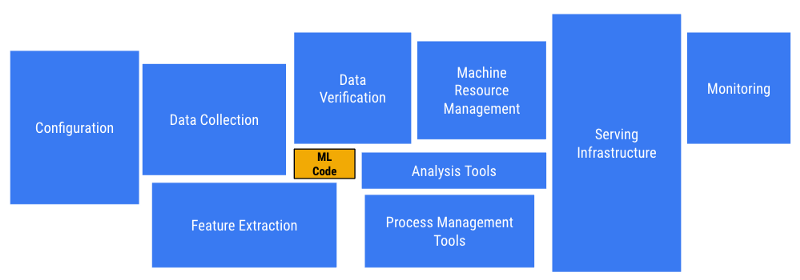 Configuration
Data Collection
Data
Verification
Machine
Resource
Management
Serving
Infrastructure
Monitoring
ML
Code
Analysis Tools
Feature Extraction
Process Management
Tools